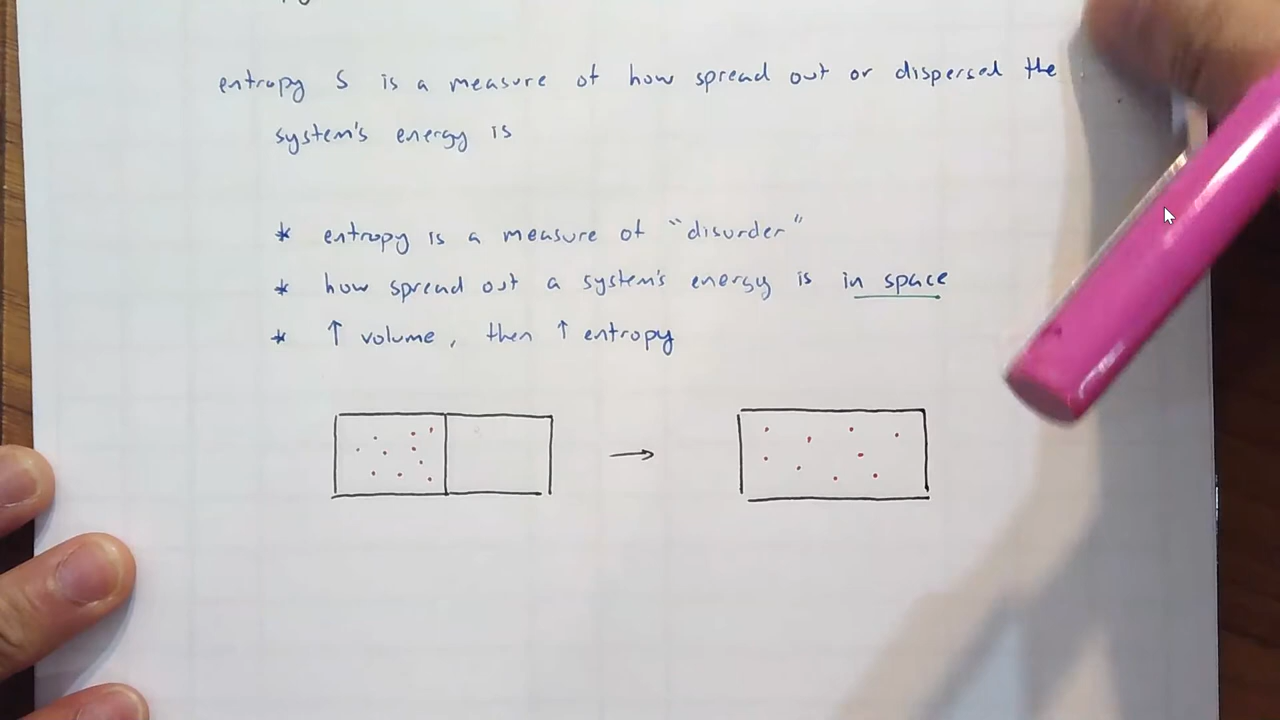 entropy S is a measure of how spread out or dispersed the
system's energy is
* entropy is a measure of "disorder"
* how spread out a system's energy is in space
* ↑ volume, then ↑ entropy